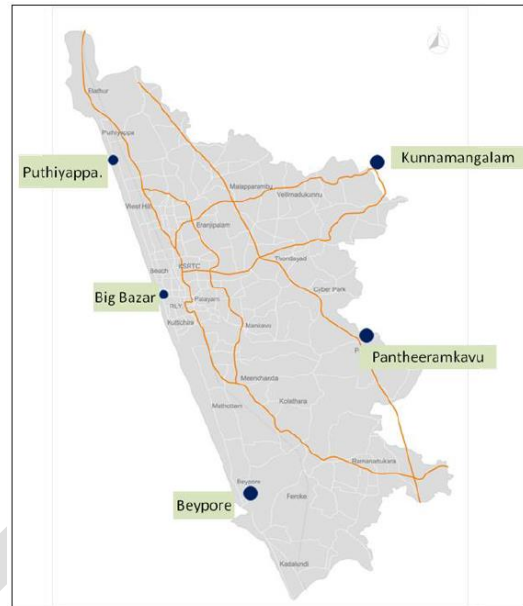 Elathur
Puthiyappa
Kunnamangalam
Puthiyappa.
Malapparambu
Vellimadukunnu
West Hill
Eranjipalam
Thondayad
Beach
KSRTC
Cyber Park
Big Bazar
RLY
Palayam
Kuttichira
Mankavu
Pantheeramkavu
Meenchanda
Kolathara
Mathottam
Ramanattukara
Beypore
Beypore
Feroke
Kadalundi